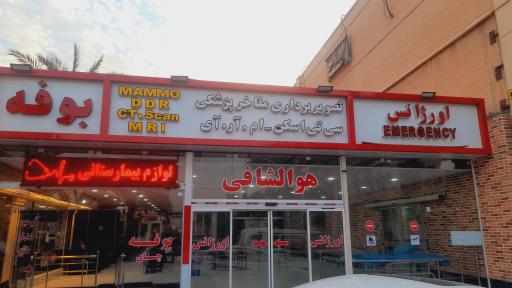 بوفه
MAMMO
DDR
CT.Scan
MRI
تصویربرداری مفاخر پزشکی
سی تی اسکن - ام . آر . آی
اورژانس
EMERGENCY
لوازم بیمارستانی
هوالشافی
بوفه
چای
اورژانس
اورژانس